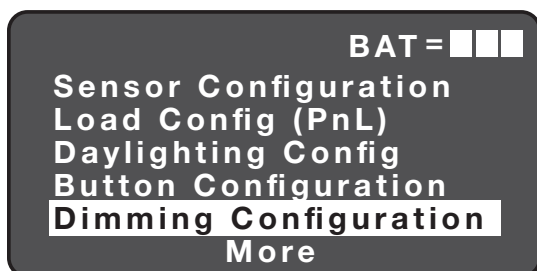 BAT=
Sensor Configuration
Load Config (PnL)
Daylighting Config
Button Configuration
Dimming Configuration
More